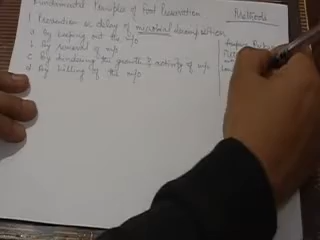 Fundamental Principles of Food Preservation
Methods
1 Prevention or delay of microbial decomposition
a By keeping out the m/o
b By removal of m/o
c By hindering the growth & activity of m/o
d By killing of the m/o